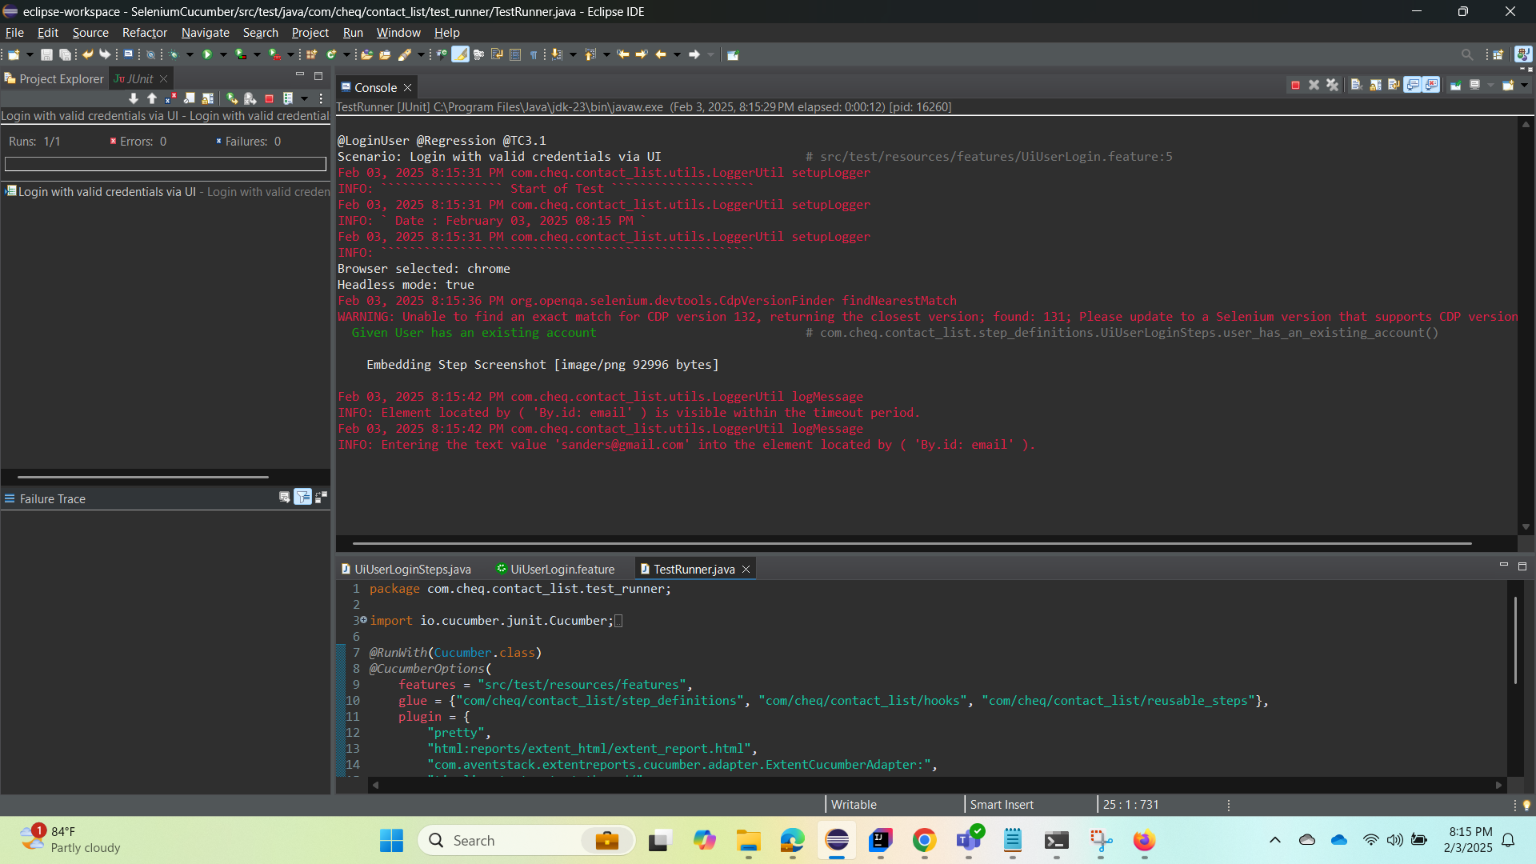 eclipse-workspace - SeleniumCucumber/src/test/java/com/cheq/contact_list/test_runner/TestRunner.java - Eclipse IDE
File Edit Source Refactor Navigate Search Project Run Window Help
Project Explorer JUnit
Console
TestRunner [JUnit] C:\Program Files\Java\jdk-23\bin\javaw.exe (Feb 3, 2025, 8:15:29 PM elapsed: 0:00:12) [pid: 16260]
Login with valid credentials via UI - Login with valid credential
Runs: 1/1 Errors: 0 Failures: 0
Login with valid credentials via UI - Login with valid creden
Failure Trace
@LoginUser @Regression @TC3.1
Scenario: Login with valid credentials via UI # src/test/resources/features/UiUserLogin.feature:5
Feb 03, 2025 8:15:31 PM com.cheq.contact_list.utils.LoggerUtil setupLogger
INFO: ````````````````` Start of Test ````````````````````
Feb 03, 2025 8:15:31 PM com.cheq.contact_list.utils.LoggerUtil setupLogger
INFO: ` Date : February 03, 2025 08:15 PM `
Feb 03, 2025 8:15:31 PM com.cheq.contact_list.utils.LoggerUtil setupLogger
INFO: ````````````````````````````````````````````````````
Browser selected: chrome
Headless mode: true
Feb 03, 2025 8:15:36 PM org.openqa.selenium.devtools.CdpVersionFinder findNearestMatch
WARNING: Unable to find an exact match for CDP version 132, returning the closest version; found: 131; Please update to a Selenium version that supports CDP version
Given User has an existing account # com.cheq.contact_list.step_definitions.UiUserLoginSteps.user_has_an_existing_account()
Embedding Step Screenshot [image/png 92996 bytes]
Feb 03, 2025 8:15:42 PM com.cheq.contact_list.utils.LoggerUtil logMessage
INFO: Element located by ( 'By.id: email' ) is visible within the timeout period.
Feb 03, 2025 8:15:42 PM com.cheq.contact_list.utils.LoggerUtil logMessage
INFO: Entering the text value 'sanders@gmail.com' into the element located by ( 'By.id: email' ).
UiUserLoginSteps.java UiUserLogin.feature TestRunner.java
1 package com.cheq.contact_list.test_runner;
2
3 import io.cucumber.junit.Cucumber;
6
7 @RunWith(Cucumber.class)
8 @CucumberOptions(
9 features = "src/test/resources/features",
10 glue = {"com/cheq/contact_list/step_definitions", "com/cheq/contact_list/hooks", "com/cheq/contact_list/reusable_steps"},
11 plugin = {
12 "pretty",
13 "html:reports/extent_html/extent_report.html",
14 "com.aventstack.extentreports.cucumber.adapter.ExtentCucumberAdapter:",
Writable Smart Insert 25 : 1 : 731
1 84°F
Partly cloudy
Search
8:15 PM
2/3/2025